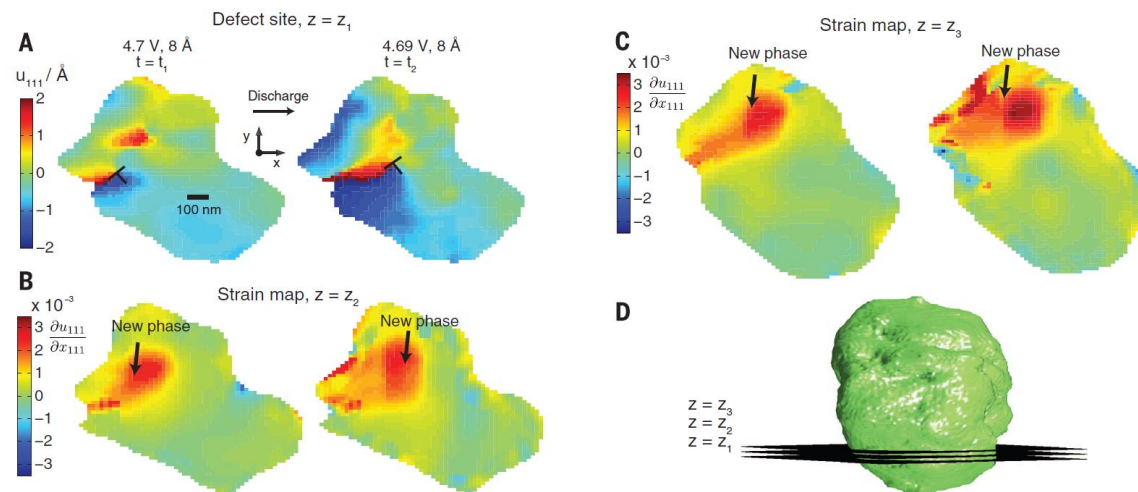 A
Defect site, z = z₁
4.7 V, 8 Å
t = t₁
4.69 V, 8 Å
t = t₂
u₁₁₁ / Å
2
1
0
−1
−2
Discharge
y
x
100 nm
B
Strain map, z = z₂
x 10⁻³
3
2
1
0
−1
−2
−3
∂u₁₁₁
∂x₁₁₁
New phase
New phase
C
Strain map, z = z₃
x 10⁻³
3
2
1
0
−1
−2
−3
∂u₁₁₁
∂x₁₁₁
New phase
New phase
D
z = z₃
z = z₂
z = z₁